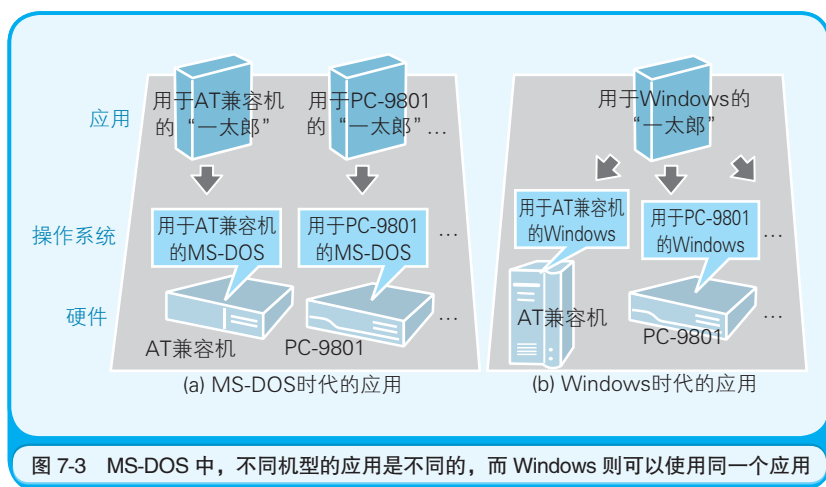 应用
用于AT兼容机
的“一太郎”
用于PC-9801
的“一太郎”…
操作系统
用于AT兼容机
的MS-DOS
用于PC-9801
的MS-DOS
…
硬件
AT兼容机
PC-9801
…
(a) MS-DOS时代的应用
用于Windows的
“一太郎”
用于AT兼容机
的Windows
用于PC-9801
的Windows
…
AT兼容机
PC-9801
…
(b) Windows时代的应用
图 7-3 MS-DOS 中，不同机型的应用是不同的，而 Windows 则可以使用同一个应用